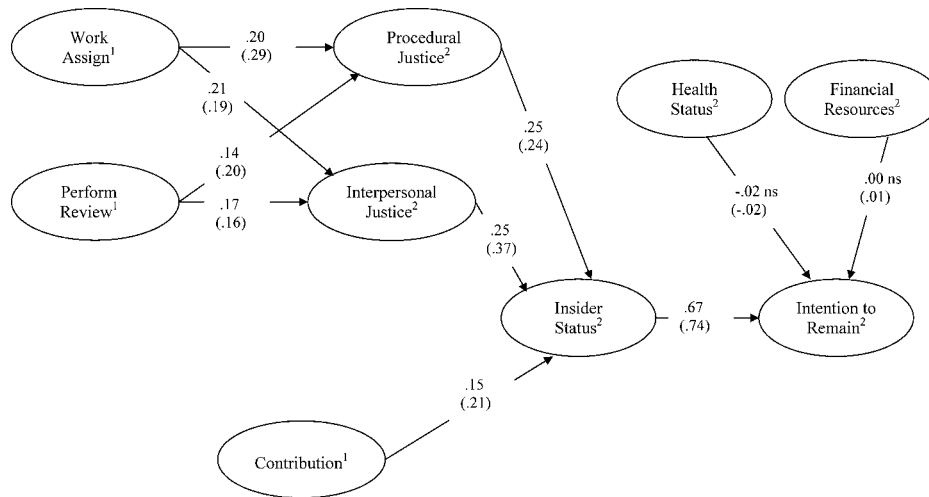 Work
Assign¹
.20
(.29)
Procedural
Justice²
Health
Status²
Financial
Resources²
.21
(.19)
.25
(.24)
.14
(.20)
Perform
Review¹
.17
(.16)
Interpersonal
Justice²
-.02 ns
(-.02)
.00 ns
(.01)
.25
(.37)
Insider
Status²
.67
(.74)
Intention to
Remain²
.15
(.21)
Contribution¹